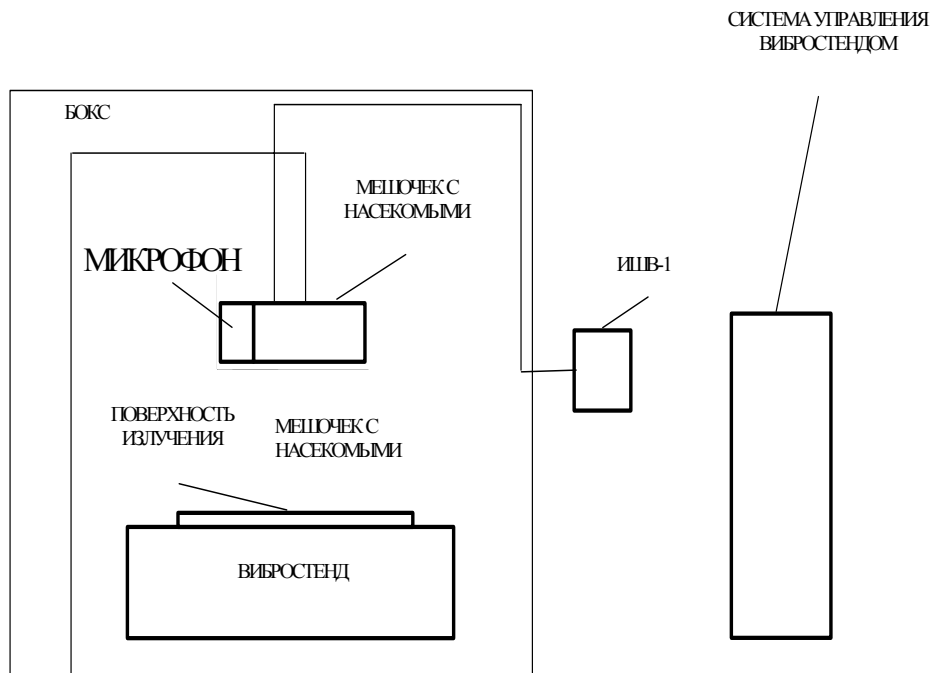 СИСТЕМА УПРАВЛЕНИЯ
ВИБРОСТЕНДОМ
БОКС
МЕШОЧЕК С
НАСЕКОМЫМИ
МИКРОФОН
ИШВ-1
ПОВЕРХНОСТЬ
ИЗЛУЧЕНИЯ
МЕШОЧЕК С
НАСЕКОМЫМИ
ВИБРОСТЕНД